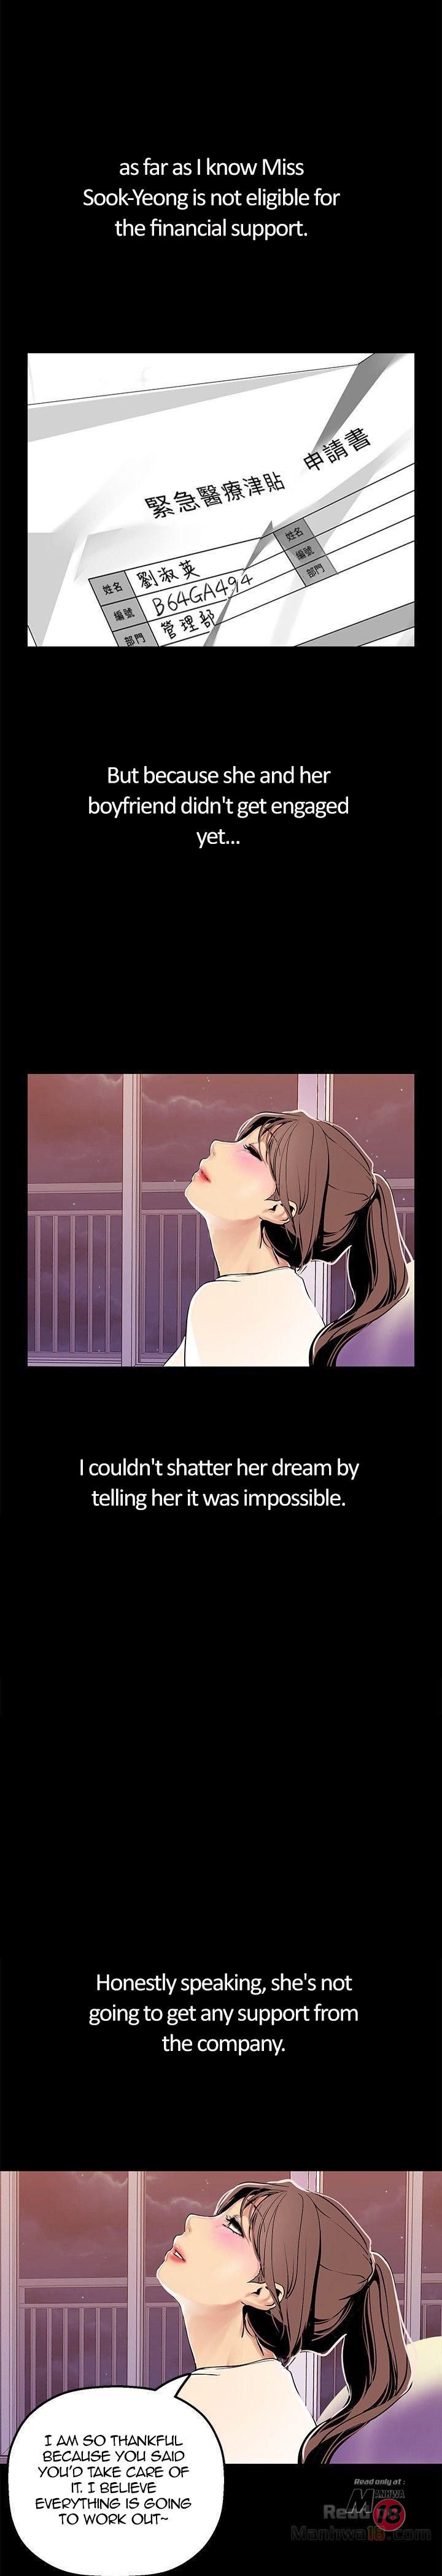 as far as I know Miss
Sook-Yeong is not eligible for
the financial support.
緊急醫療津貼 申請書
姓名 劉淑英 姓名
編號 B64GA494 編號
部門 管理部 部門
But because she and her
boyfriend didn't get engaged
yet...
I couldn't shatter her dream by
telling her it was impossible.
Honestly speaking, she's not
going to get any support from
the company.
I AM SO THANKFUL
BECAUSE YOU SAID
YOU'D TAKE CARE OF
IT. I BELIEVE
EVERYTHING IS GOING
TO WORK OUT~
Read only at :
MANHWA
Read 18
Manhwa18.com